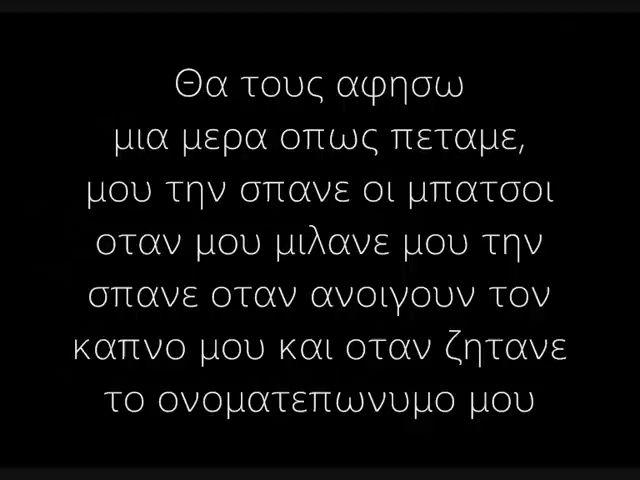 Θα τους αφησω
μια μερα οπως πεταμε,
μου την σπανε οι μπατσοι
οταν μου μιλανε μου την
σπανε οταν ανοιγουν τον
καπνο μου και οταν ζητανε
το ονοματεπωνυμο μου